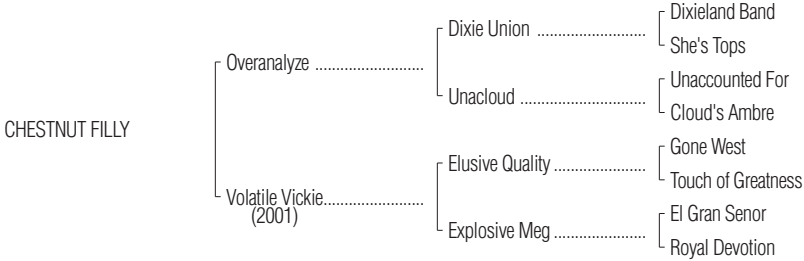 Dixieland Band
Dixie Union ..........................
She's Tops
Overanalyze ..........................
Unaccounted For
Unacloud ..............................
Cloud's Ambre
CHESTNUT FILLY
Gone West
Elusive Quality ......................
Touch of Greatness
Volatile Vickie........................
(2001)
El Gran Senor
Explosive Meg ......................
Royal Devotion